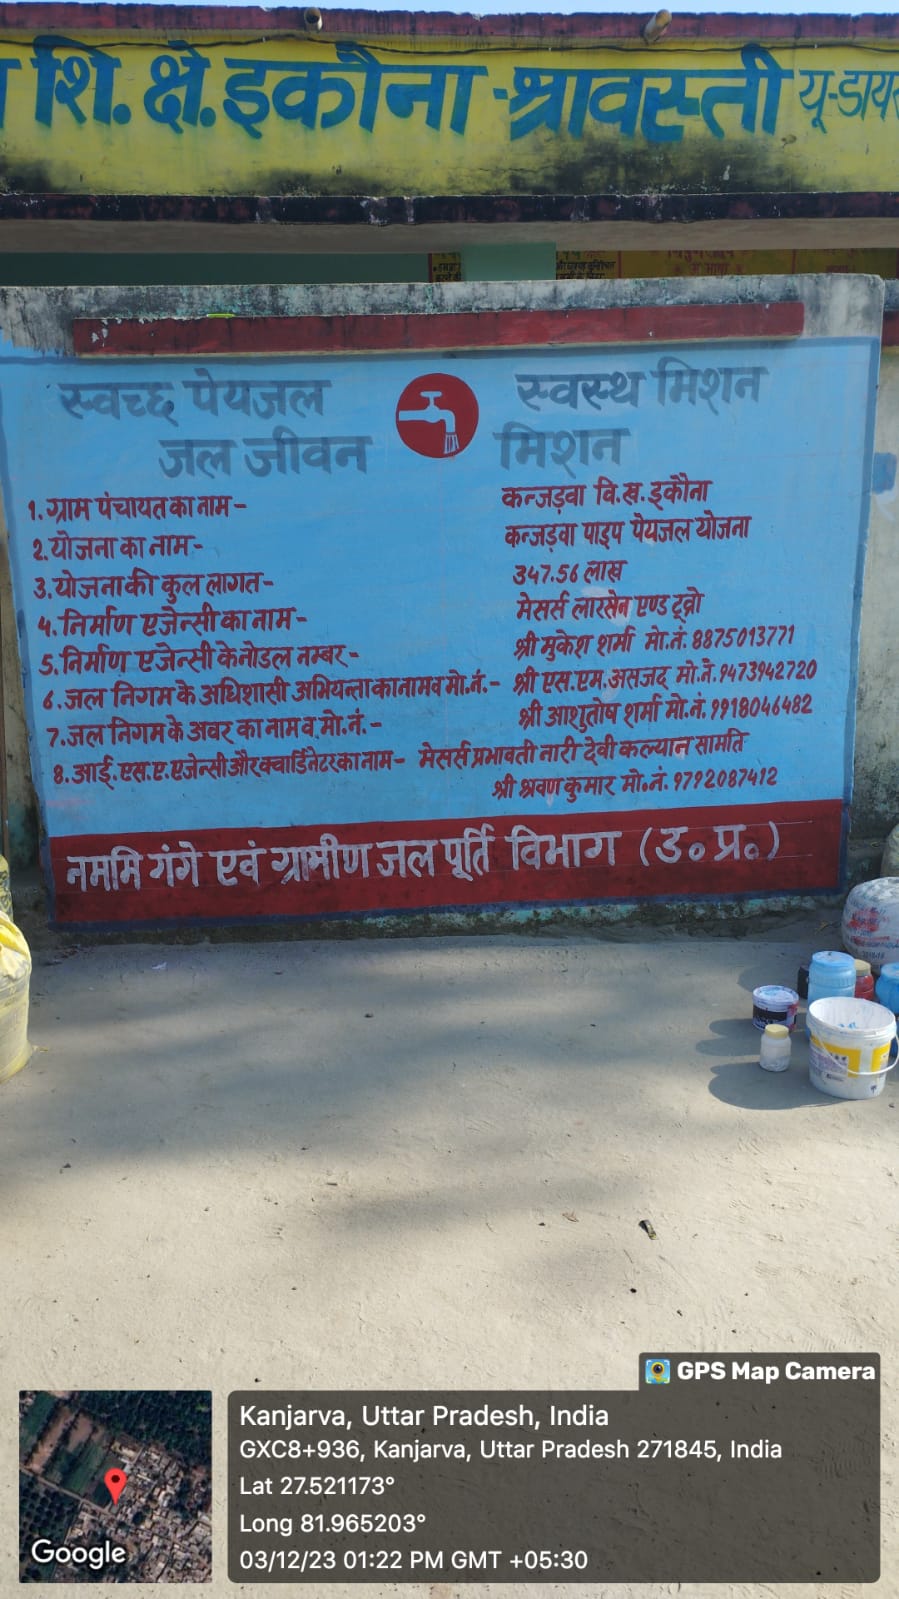 शि.क्षे.इकौना-श्रावस्ती यू-डायस
स्वच्छ पेयजल स्वस्थ मिशन
जल जीवन मिशन
1. ग्राम पंचायत का नाम- कन्जड़वा वि.ख. इकौना
2. योजना का नाम- कन्जड़वा पाइप पेयजल योजना
3. योजना की कुल लागत- 347.56 लाख
4. निर्माण एजेन्सी का नाम- मेसर्स लारसेन एण्ड टूब्रो
5. निर्माण एजेन्सी के नोडल नम्बर- श्री मुकेश शर्मा मो.नं. 8875013771
6. जल निगम के अधिशासी अभियन्ता का नाम व मो.नं.- श्री एस.एम. असजद मो.ने. 9473942720
7. जल निगम के अवर का नाम व मो.नं.- श्री आशुतोष शर्मा मो.नं. 9918046482
8. आई.एस.ए. एजेन्सी और क्वार्डिनेटर का नाम- मेसर्स प्रभावती नारी देवी कल्यान समिति
श्री श्रवण कुमार मो.नं. 9792087412
नममि गंगे एवं ग्रामीण जल पूर्ति विभाग (उ.प्र.)
GPS Map Camera
Kanjarva, Uttar Pradesh, India
GXC8+936, Kanjarva, Uttar Pradesh 271845, India
Lat 27.521173°
Long 81.965203°
03/12/23 01:22 PM GMT +05:30
Google